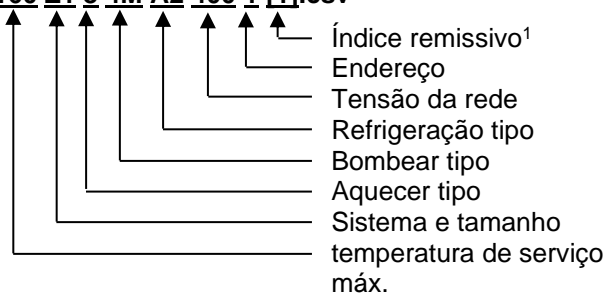 Índice remissivo¹
Endereço
Tensão da rede
Refrigeração tipo
Bombear tipo
Aquecer tipo
Sistema e tamanho
temperatura de serviço
máx.